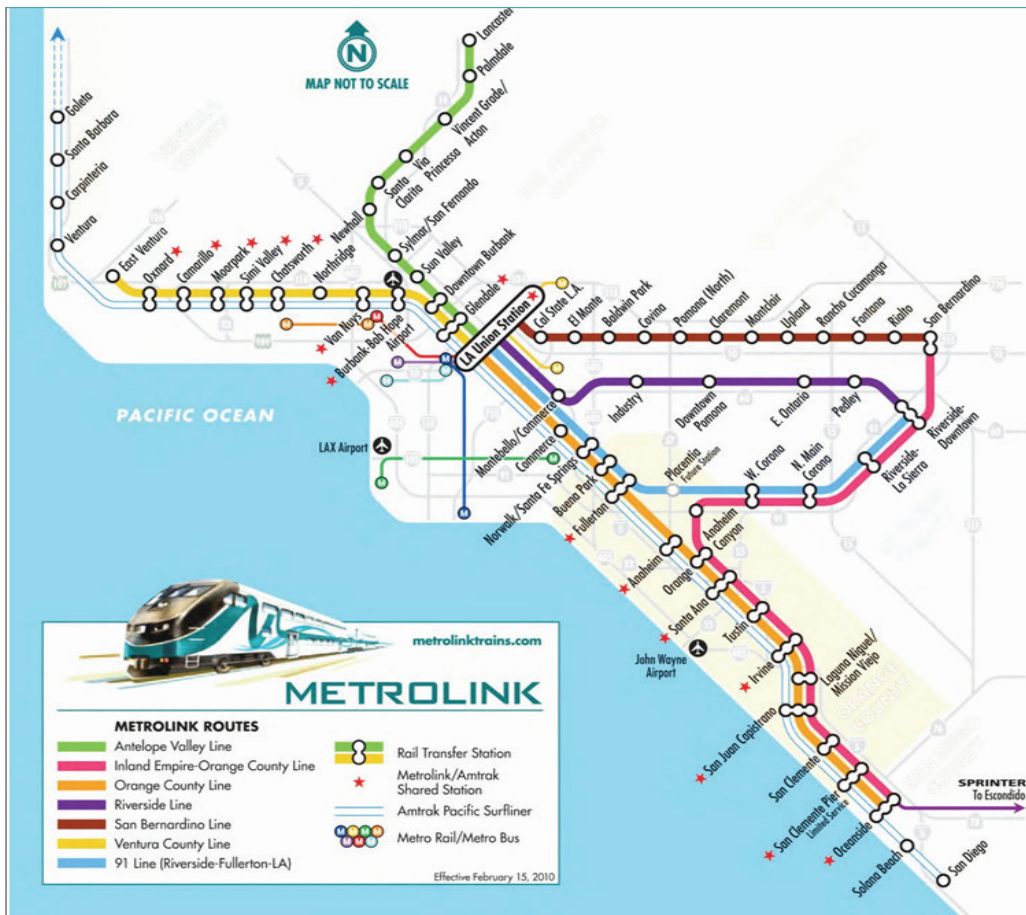 Lancaster
Palmdale
Vincent Grade/
Acton
Via
Princessa
Santa
Clarita
Newhall
Sylmar/San Fernando
Sun Valley
Downtown Burbank
Glendale
N
MAP NOT TO SCALE
Goleta
Santa Barbara
Carpinteria
Ventura
East Ventura
Oxnard
Camarillo
Moorpark
Simi Valley
Chatsworth
Northridge
Van Nuys
Burbank-Bob Hope
Airport
LA Union Station
Cal State L.A.
El Monte
Baldwin Park
Covina
Pomona (North)
Claremont
Montclair
Upland
Rancho Cucamonga
Fontana
Rialto
San Bernardino
Montebello/Commerce
Industry
Downtown
Pomona
E. Ontario
Pedley
Riverside-
Downtown
Riverside-
La Sierra
N. Main
Corona
W. Corona
Placentia
Future Station
Anaheim
Canyon
Commerce
Norwalk/Santa Fe Springs
Buena Park
Fullerton
Anaheim
Orange
Santa Ana
Tustin
Irvine
Laguna Niguel/
Mission Viejo
San Juan Capistrano
San Clemente
San Clemente Pier
Limited Service
Oceanside
Solana Beach
San Diego
SPRINTER
To Escondido
PACIFIC OCEAN
LAX Airport
John Wayne
Airport
ORANGE
COUNTY
metrolinktrains.com
METROLINK
METROLINK ROUTES
Antelope Valley Line
Inland Empire-Orange County Line
Orange County Line
Riverside Line
San Bernardino Line
Ventura County Line
91 Line (Riverside-Fullerton-LA)
Rail Transfer Station
Metrolink/Amtrak
Shared Station
Amtrak Pacific Surfliner
Metro Rail/Metro Bus
Effective February 15, 2010